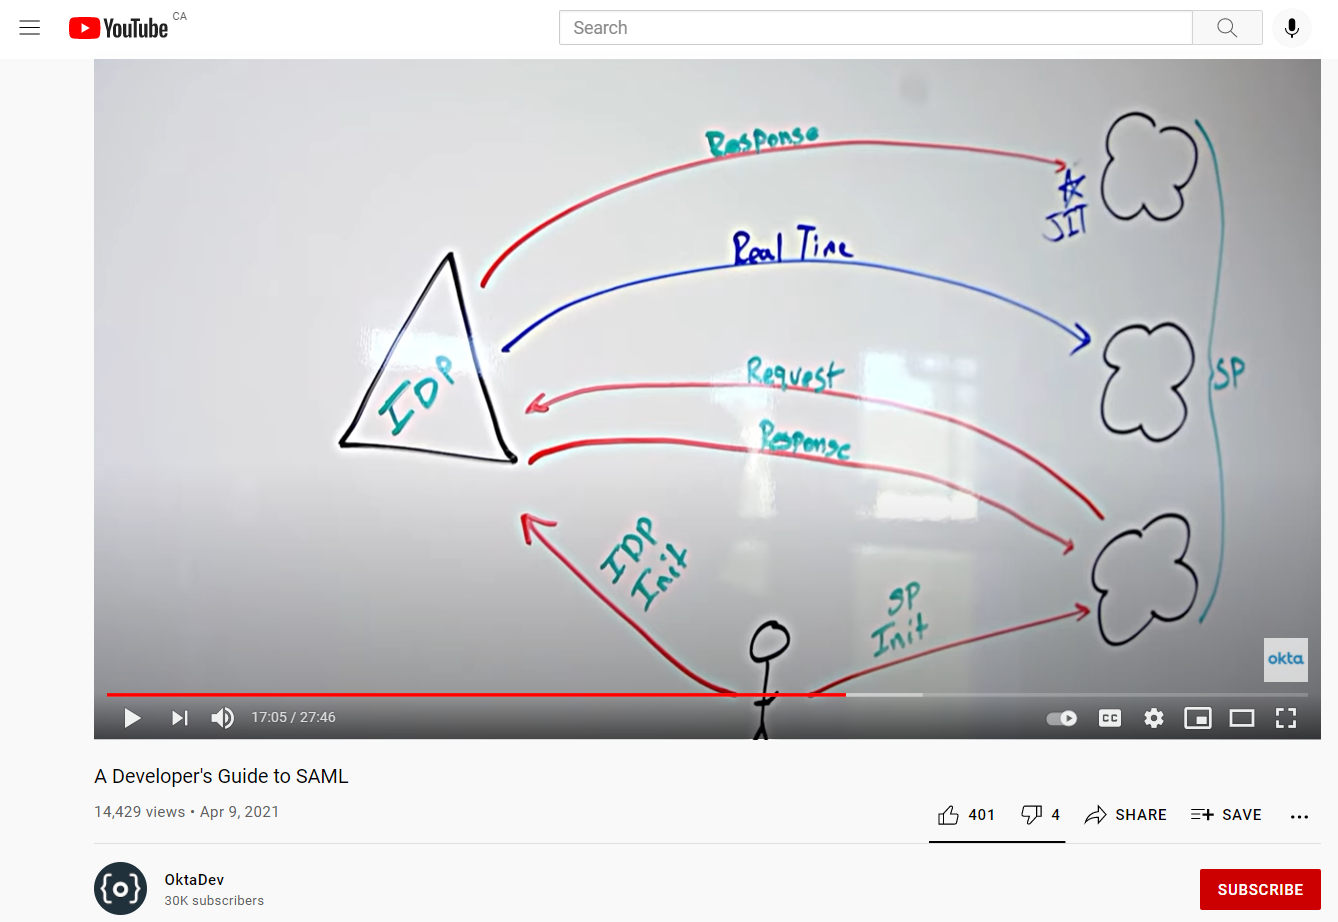 YouTube CA
Search
Response
JIT
Real Time
IDP
Request
SP
Response
IDP
Init
SP
Init
okta
17:05 / 27:46
CC
A Developer's Guide to SAML
14,429 views • Apr 9, 2021
401
4
SHARE
SAVE
OktaDev
30K subscribers
SUBSCRIBE